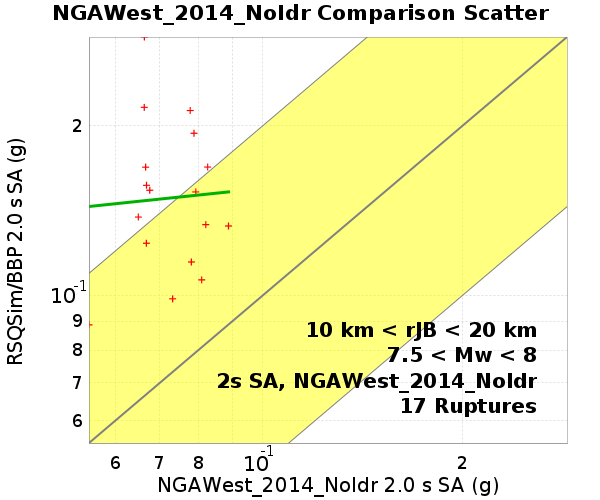 NGAWest_2014_NoIdr Comparison Scatter
RSQSim/BBP 2.0 s SA (g)
2
10-1
9
8
7
6
10 km < rJB < 20 km
7.5 < Mw < 8
2s SA, NGAWest_2014_NoIdr
17 Ruptures
6 7 8 10-1 2
NGAWest_2014_NoIdr 2.0 s SA (g)